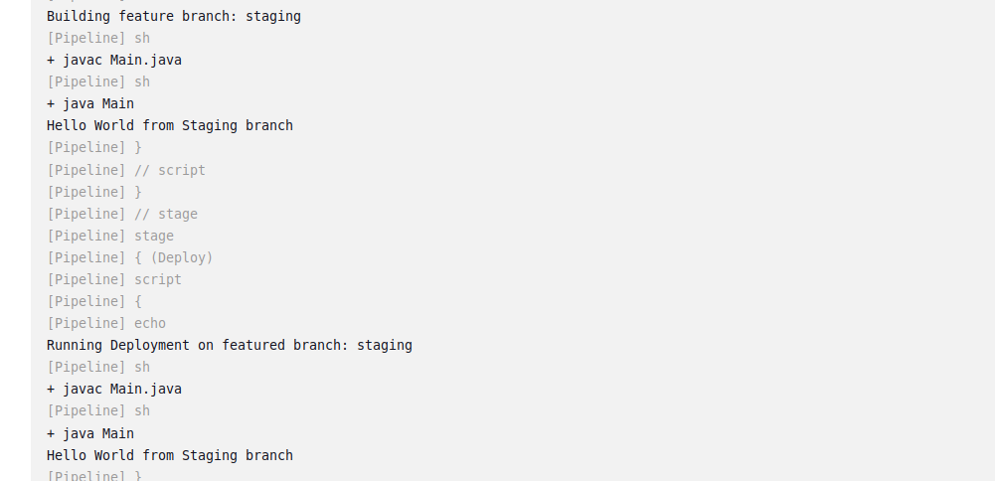 Building feature branch: staging
[Pipeline] sh
+ javac Main.java
[Pipeline] sh
+ java Main
Hello World from Staging branch
[Pipeline] }
[Pipeline] // script
[Pipeline] }
[Pipeline] // stage
[Pipeline] stage
[Pipeline] { (Deploy)
[Pipeline] script
[Pipeline] {
[Pipeline] echo
Running Deployment on featured branch: staging
[Pipeline] sh
+ javac Main.java
[Pipeline] sh
+ java Main
Hello World from Staging branch
[Pipeline] }